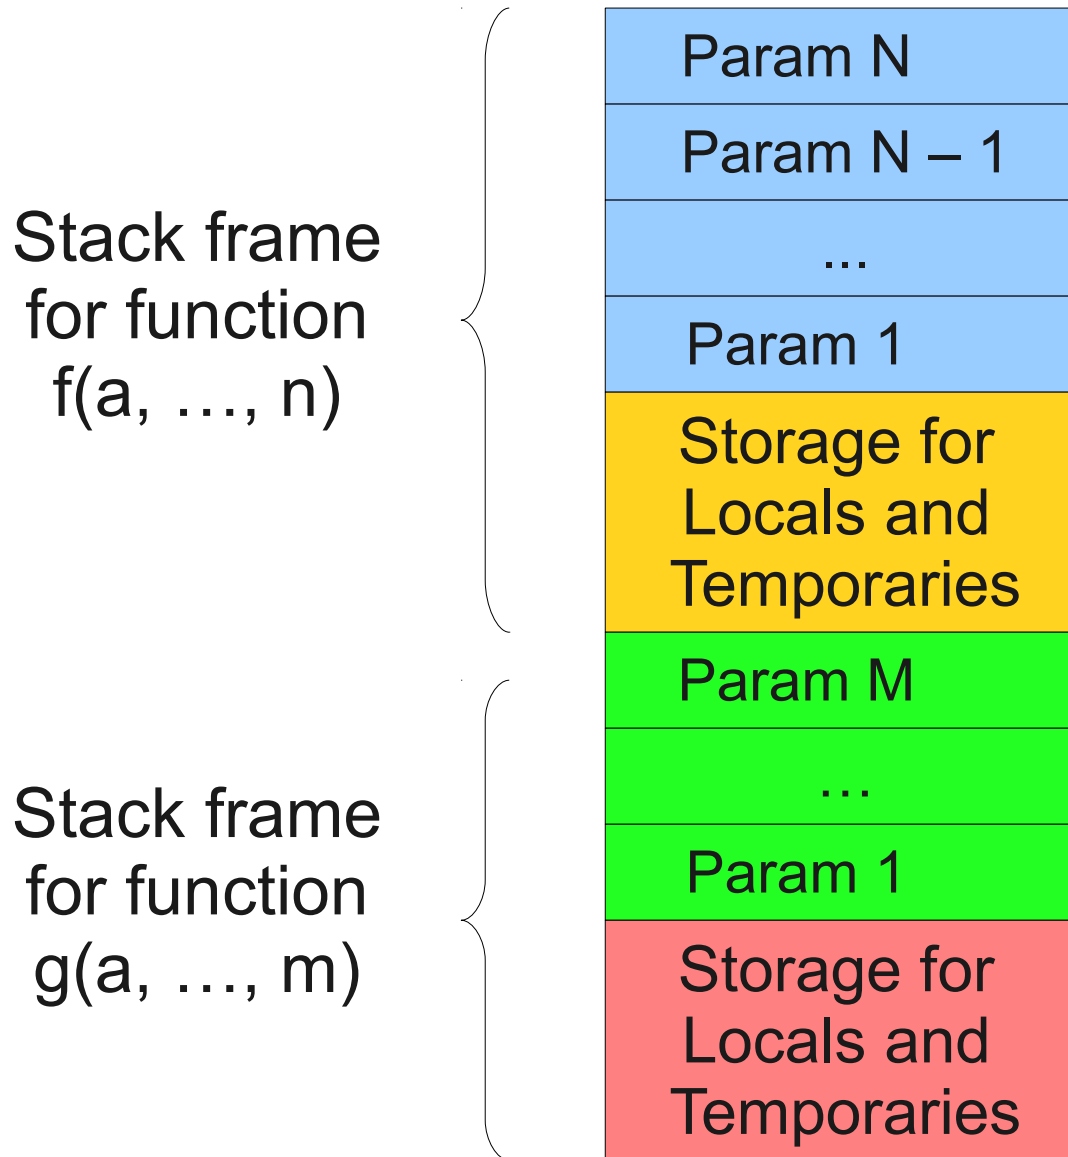 Stack frame
for function
f(a, …, n)
Param N
Param N – 1
...
Param 1
Storage for
Locals and
Temporaries
Stack frame
for function
g(a, …, m)
Param M
…
Param 1
Storage for
Locals and
Temporaries